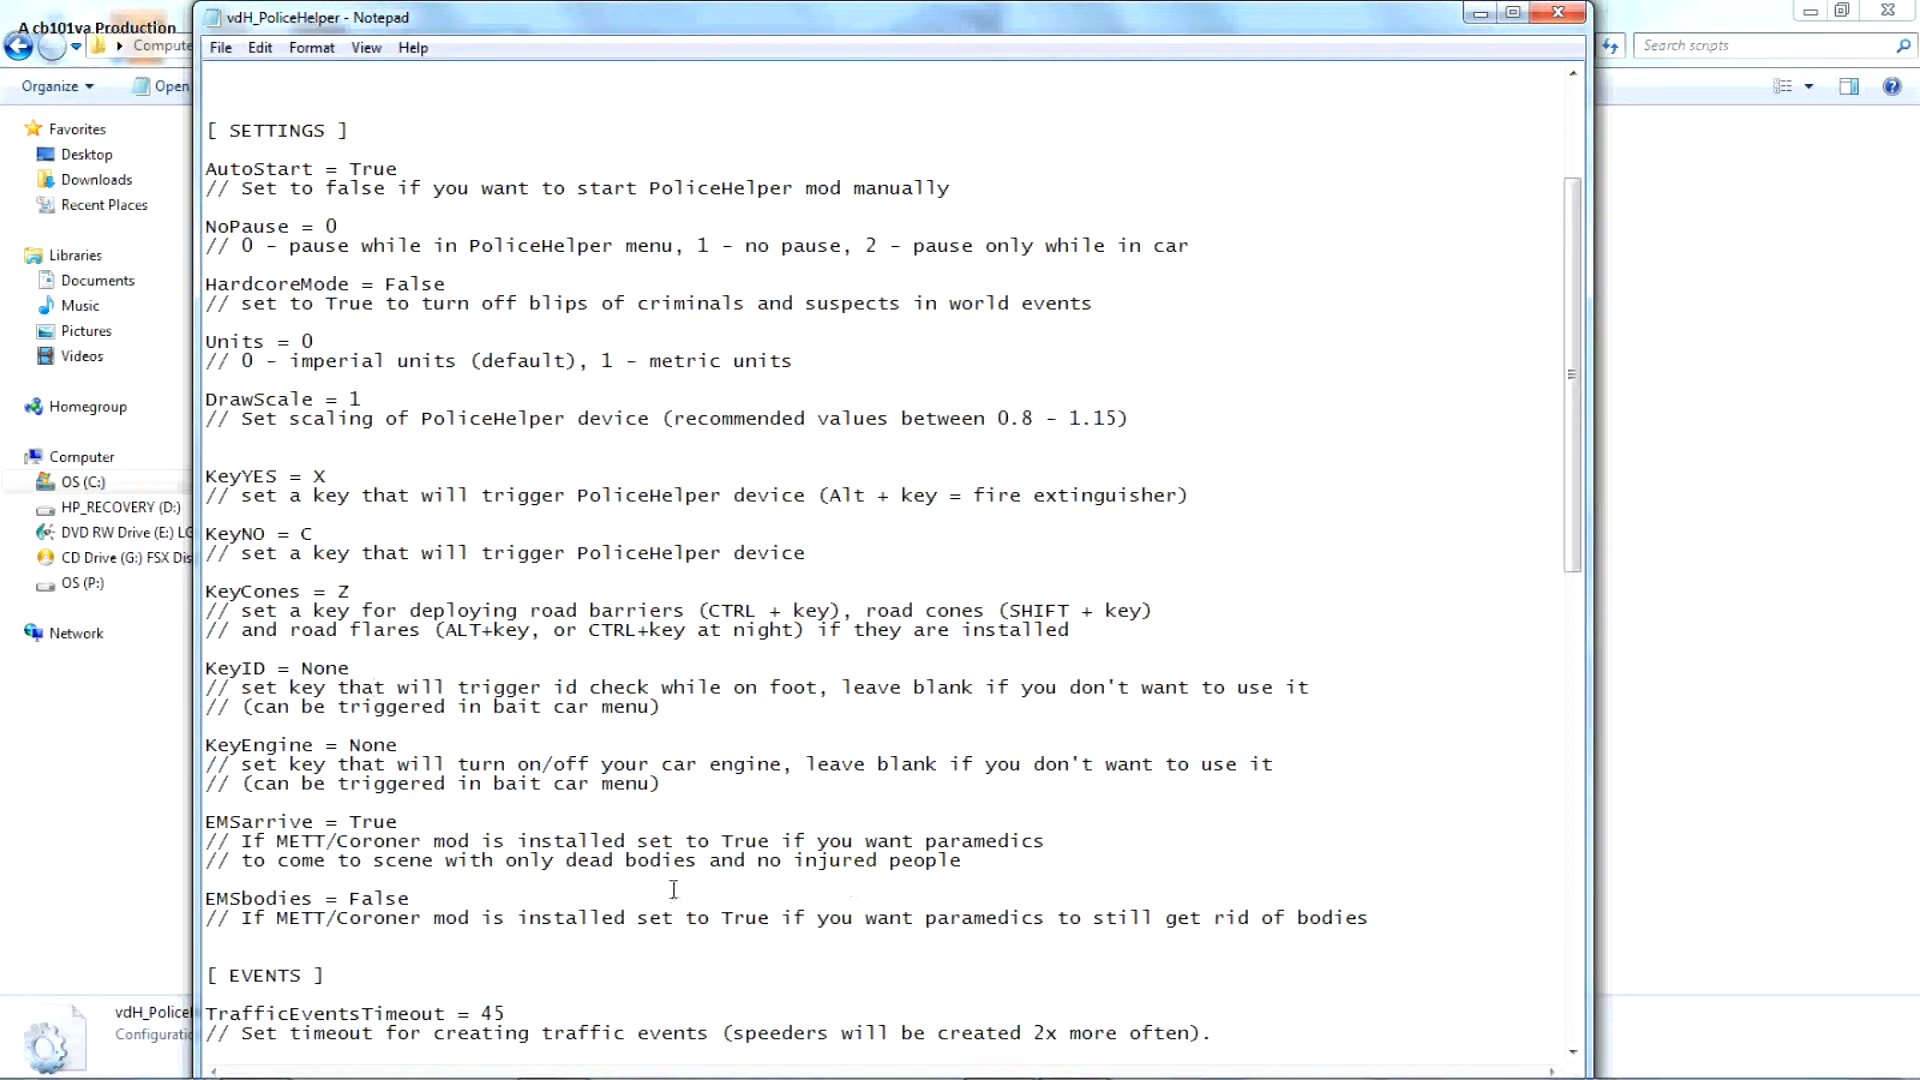 A cb101va Production
vdH_PoliceHelper - Notepad
Compute
Search scripts
File Edit Format View Help
Organize
Open
Favorites
Desktop
Downloads
Recent Places
Libraries
Documents
Music
Pictures
Videos
Homegroup
Computer
OS (C:)
HP_RECOVERY (D:)
DVD RW Drive (E:) LG
CD Drive (G:) FSX Dis
OS (P:)
Network
[ SETTINGS ]
AutoStart = True
// Set to false if you want to start PoliceHelper mod manually
NoPause = 0
// 0 - pause while in PoliceHelper menu, 1 - no pause, 2 - pause only while in car
HardcoreMode = False
// set to True to turn off blips of criminals and suspects in world events
Units = 0
// 0 - imperial units (default), 1 - metric units
DrawScale = 1
// Set scaling of PoliceHelper device (recommended values between 0.8 - 1.15)
KeyYES = X
// set a key that will trigger PoliceHelper device (Alt + key = fire extinguisher)
KeyNO = C
// set a key that will trigger PoliceHelper device
KeyCones = Z
// set a key for deploying road barriers (CTRL + key), road cones (SHIFT + key)
// and road flares (ALT+key, or CTRL+key at night) if they are installed
KeyID = None
// set key that will trigger id check while on foot, leave blank if you don't want to use it
// (can be triggered in bait car menu)
KeyEngine = None
// set key that will turn on/off your car engine, leave blank if you don't want to use it
// (can be triggered in bait car menu)
EMSarrive = True
// If METT/Coroner mod is installed set to True if you want paramedics
// to come to scene with only dead bodies and no injured people
EMSbodies = False
// If METT/Coroner mod is installed set to True if you want paramedics to still get rid of bodies
[ EVENTS ]
TrafficEventsTimeout = 45
// Set timeout for creating traffic events (speeders will be created 2x more often).
vdH_Police
Configurati